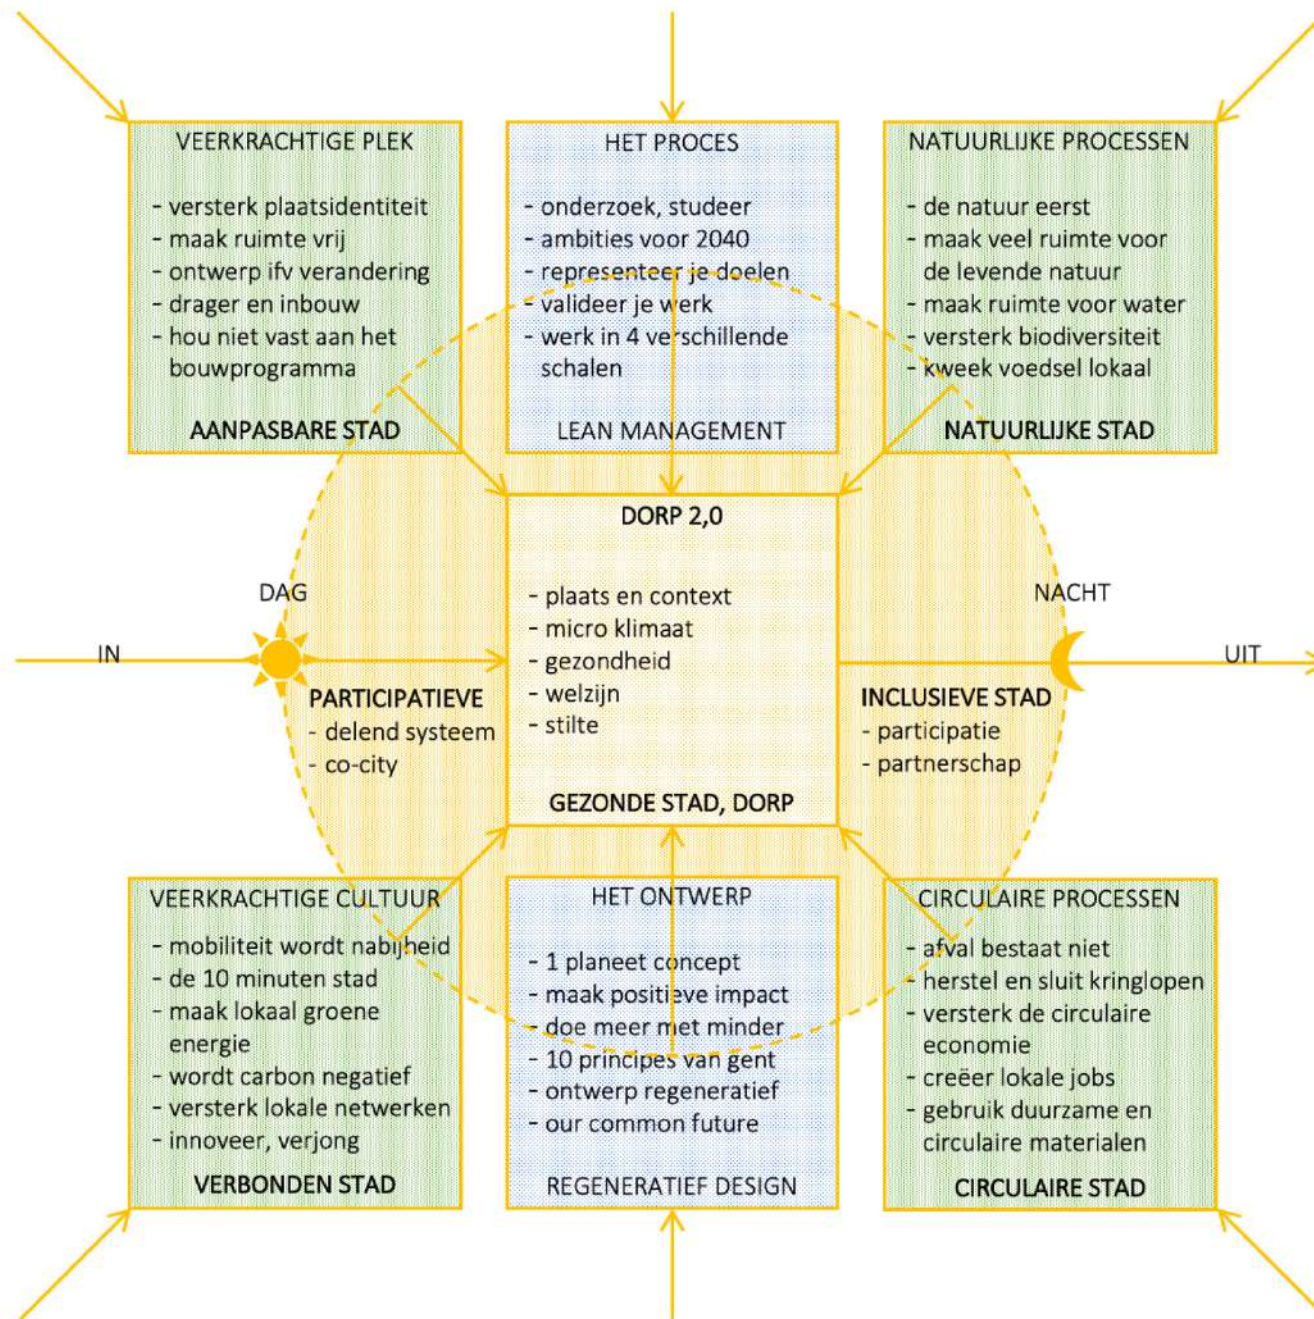 VEERKRACHTIGE PLEK
- versterk plaatsidentiteit
- maak ruimte vrij
- ontwerp ifv verandering
- drager en inbouw
- hou niet vast aan het
bouwprogramma
AANPASBARE STAD
HET PROCES
- onderzoek, studeer
- ambities voor 2040
- representeer je doelen
- valideer je werk
- werk in 4 verschillende
schalen
LEAN MANAGEMENT
NATUURLIJKE PROCESSEN
- de natuur eerst
- maak veel ruimte voor
de levende natuur
- maak ruimte voor water
- versterk biodiversiteit
- kweek voedsel lokaal
NATUURLIJKE STAD
DAG
IN
PARTICIPATIEVE
- delend systeem
- co-city
DORP 2,0
- plaats en context
- micro klimaat
- gezondheid
- welzijn
- stilte
GEZONDE STAD, DORP
NACHT
UIT
INCLUSIEVE STAD
- participatie
- partnerschap
VEERKRACHTIGE CULTUUR
- mobiliteit wordt nabijheid
- de 10 minuten stad
- maak lokaal groene
energie
- wordt carbon negatief
- versterk lokale netwerken
- innoveer, verjong
VERBONDEN STAD
HET ONTWERP
- 1 planeet concept
- maak positieve impact
- doe meer met minder
- 10 principes van gent
- ontwerp regeneratief
- our common future
REGENERATIEF DESIGN
CIRCULAIRE PROCESSEN
- afval bestaat niet
- herstel en sluit kringlopen
- versterk de circulaire
economie
- creëer lokale jobs
- gebruik duurzame en
circulaire materialen
CIRCULAIRE STAD